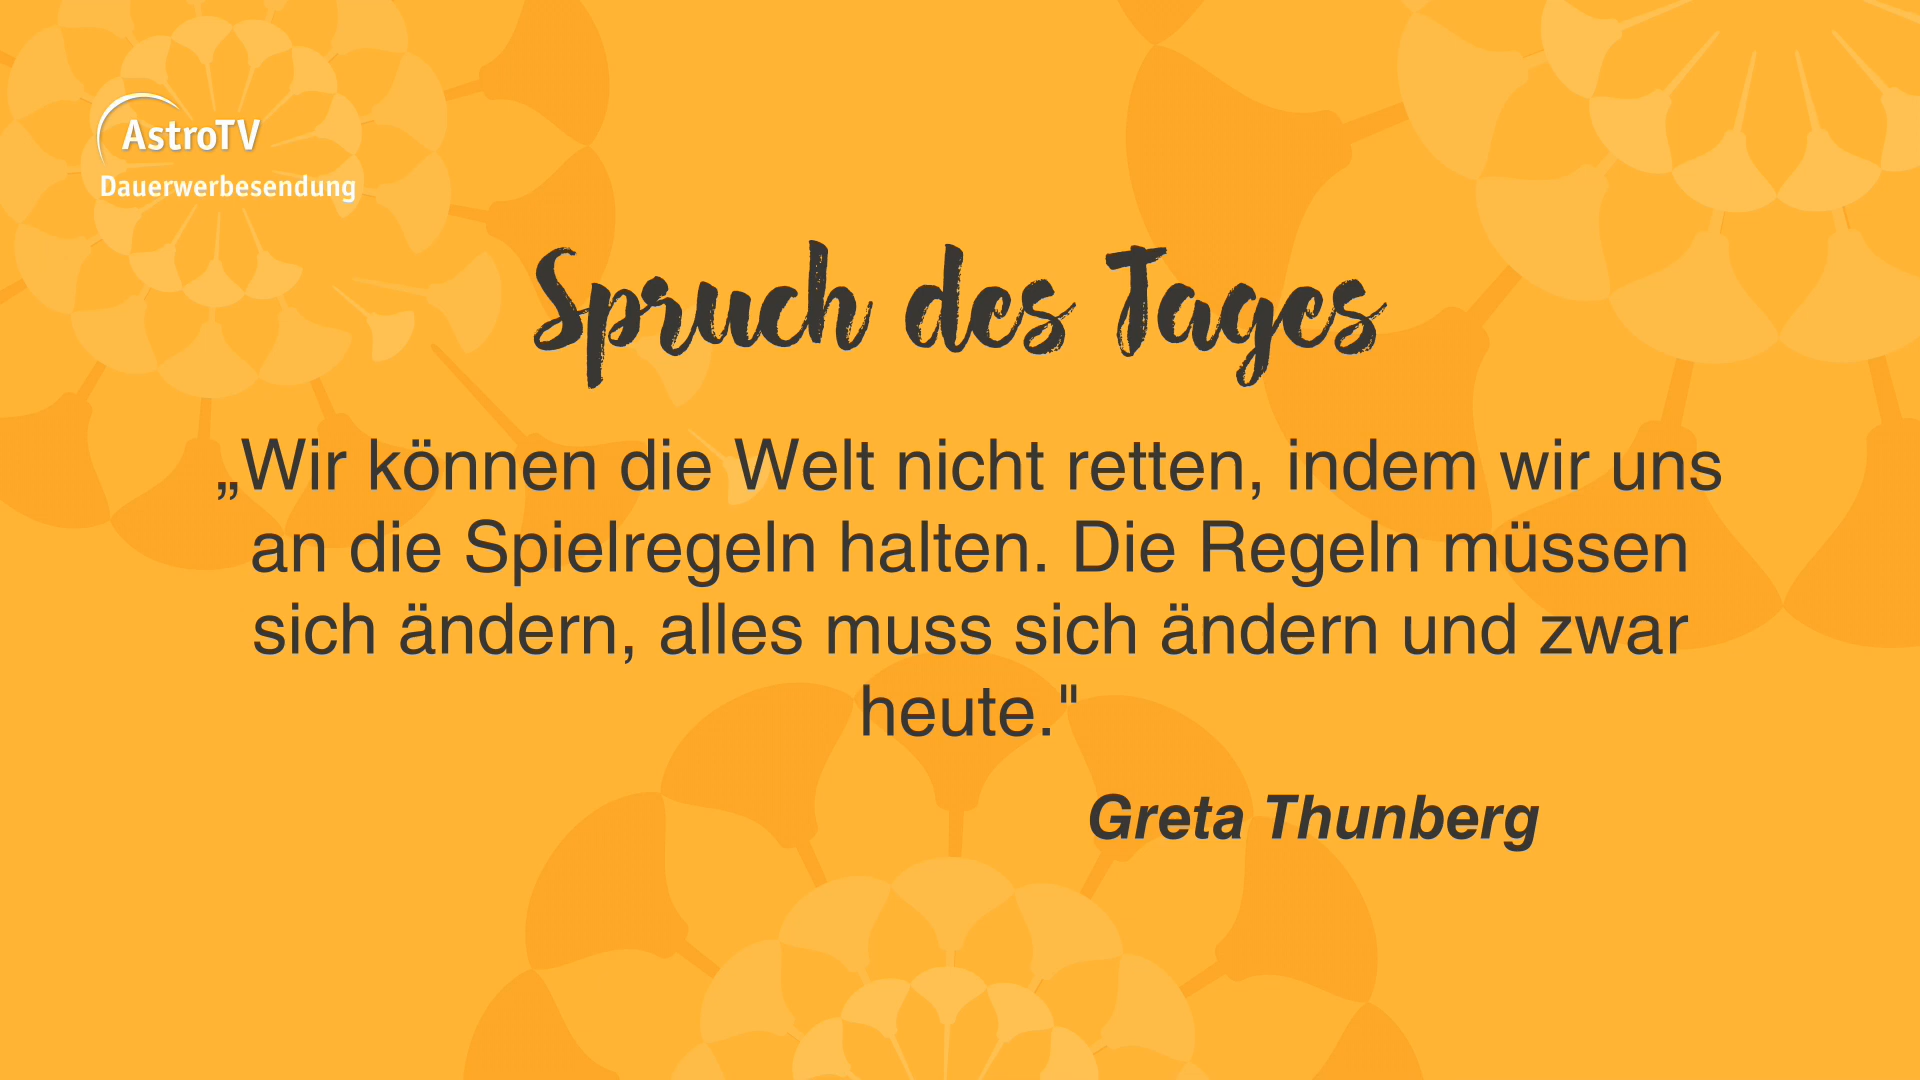 AstroTV
Dauerwerbesendung
Spruch des Tages
„Wir können die Welt nicht retten, indem wir uns
an die Spielregeln halten. Die Regeln müssen
sich ändern, alles muss sich ändern und zwar
heute."
Greta Thunberg